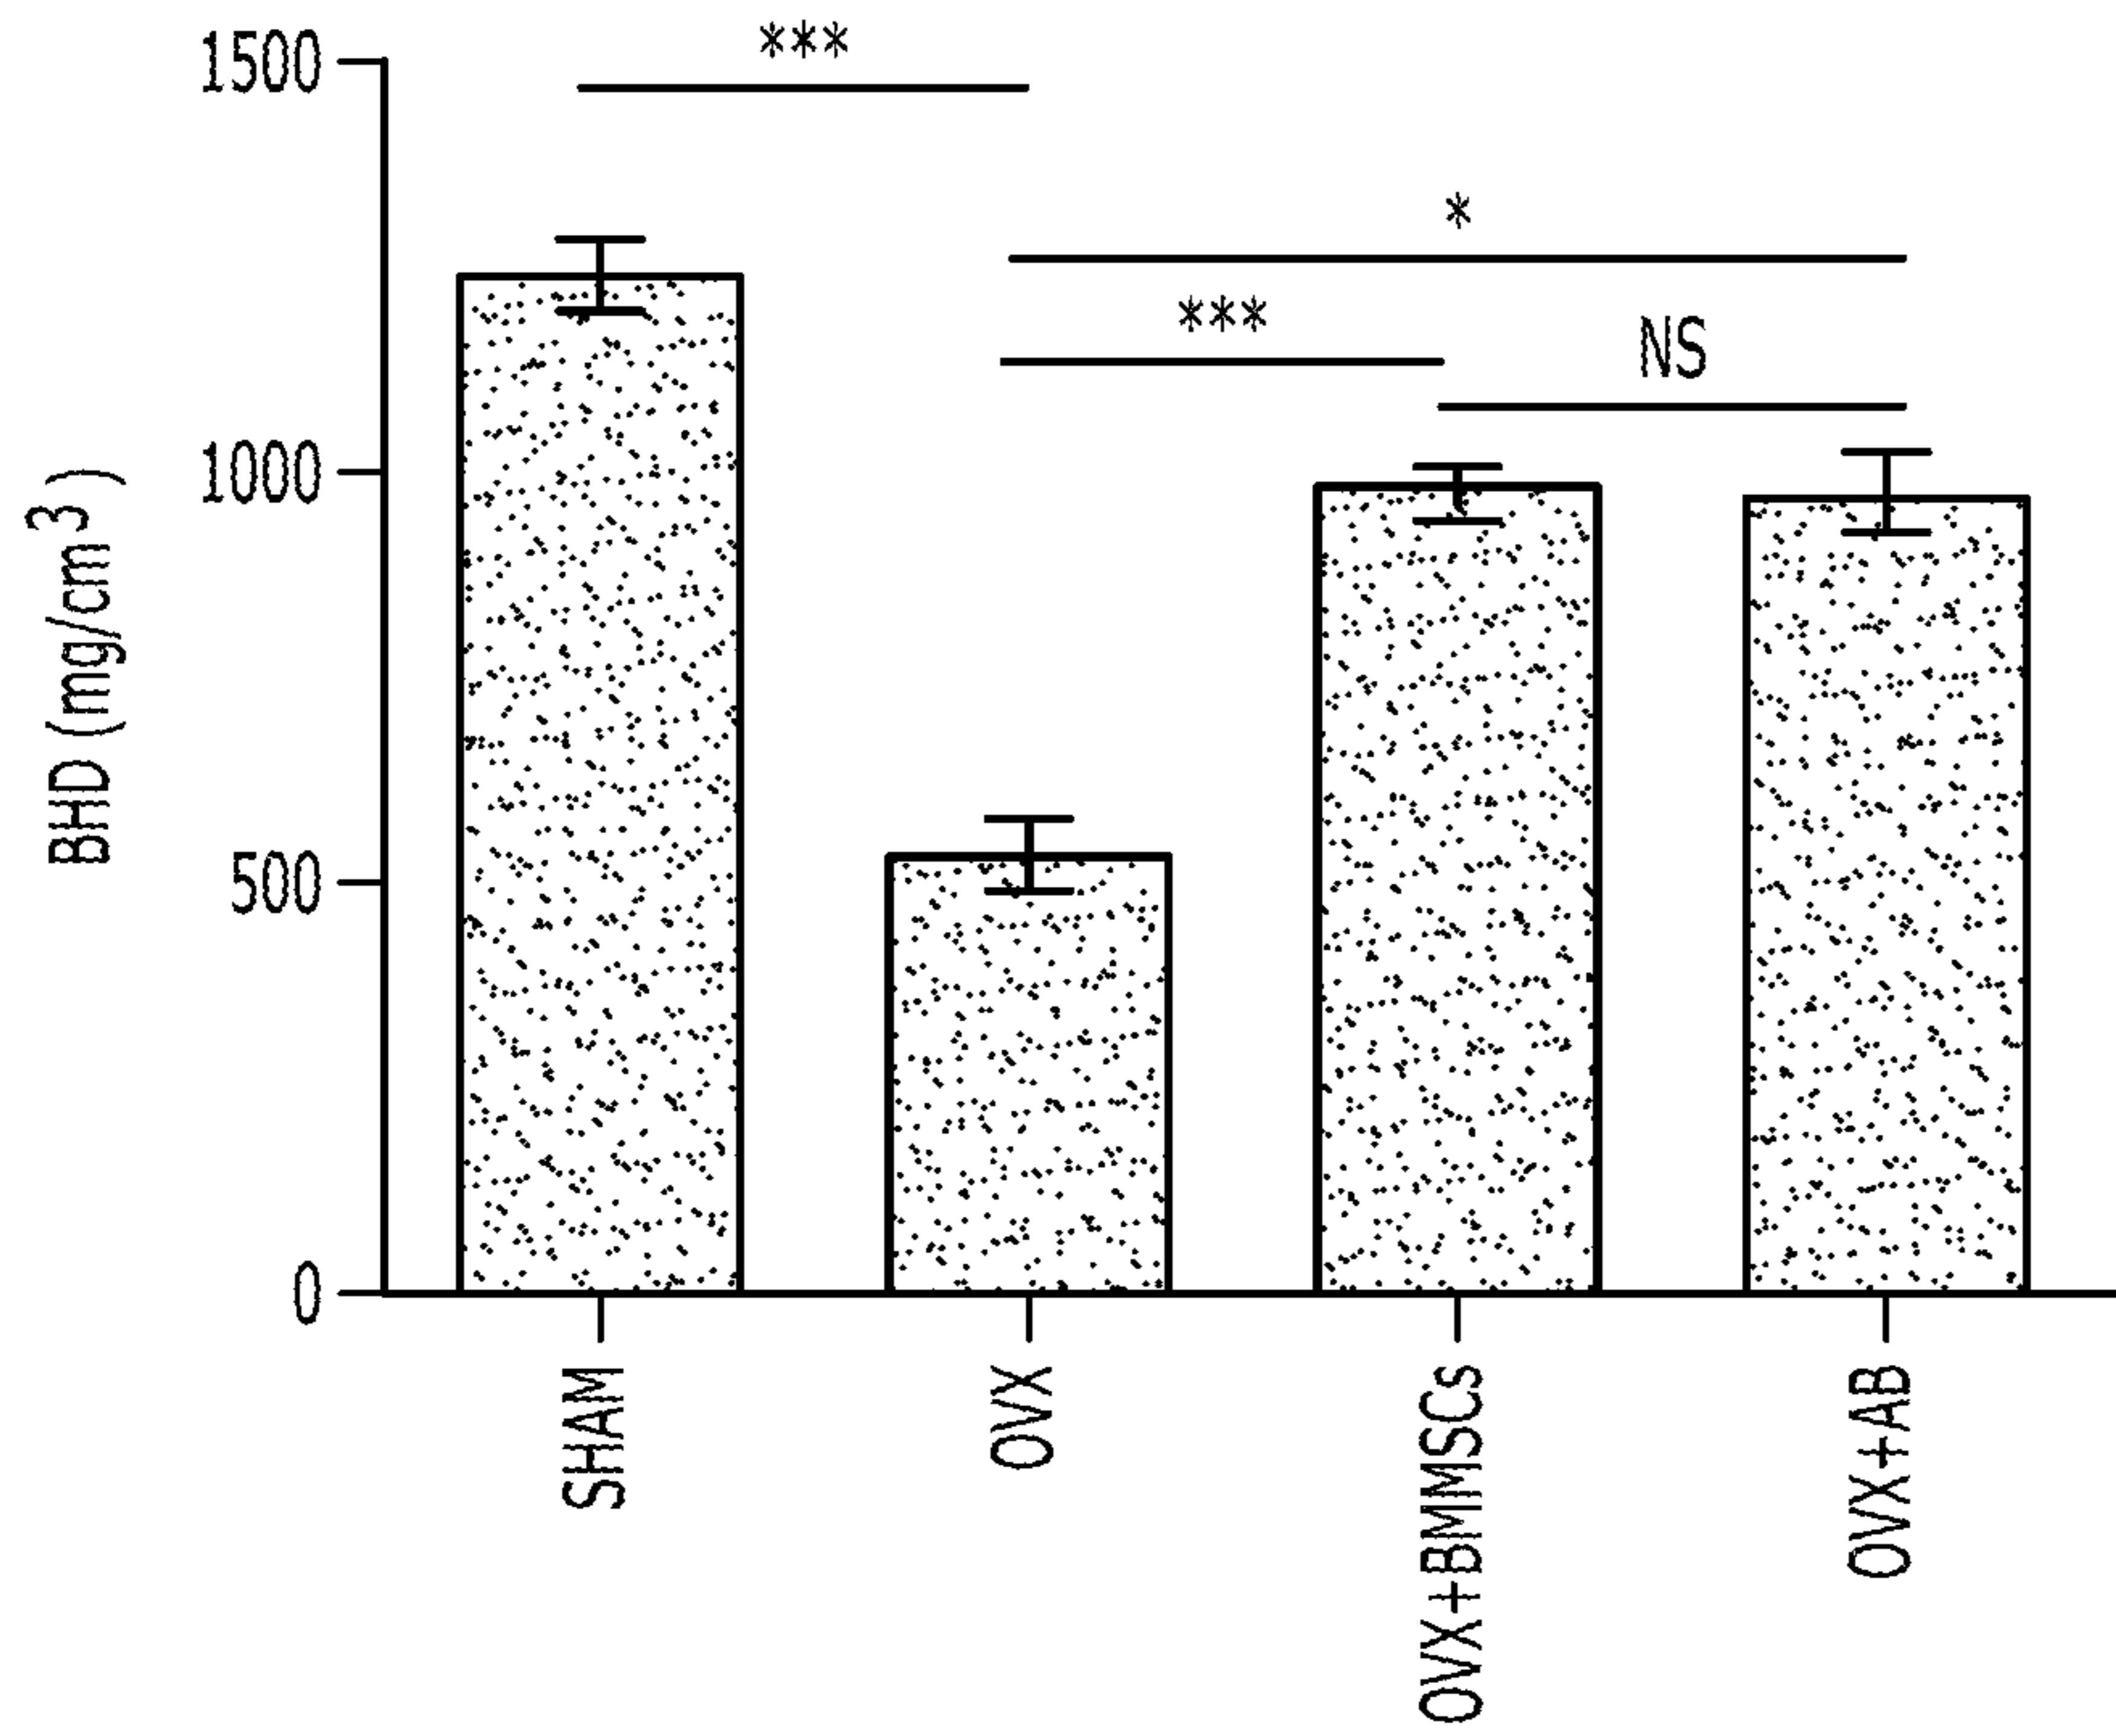 1500
1000
500
0
BHD (mg/cm3)
***
*
***
NS
SHAM
OVX
OVX+BMMSCs
OVX+AB